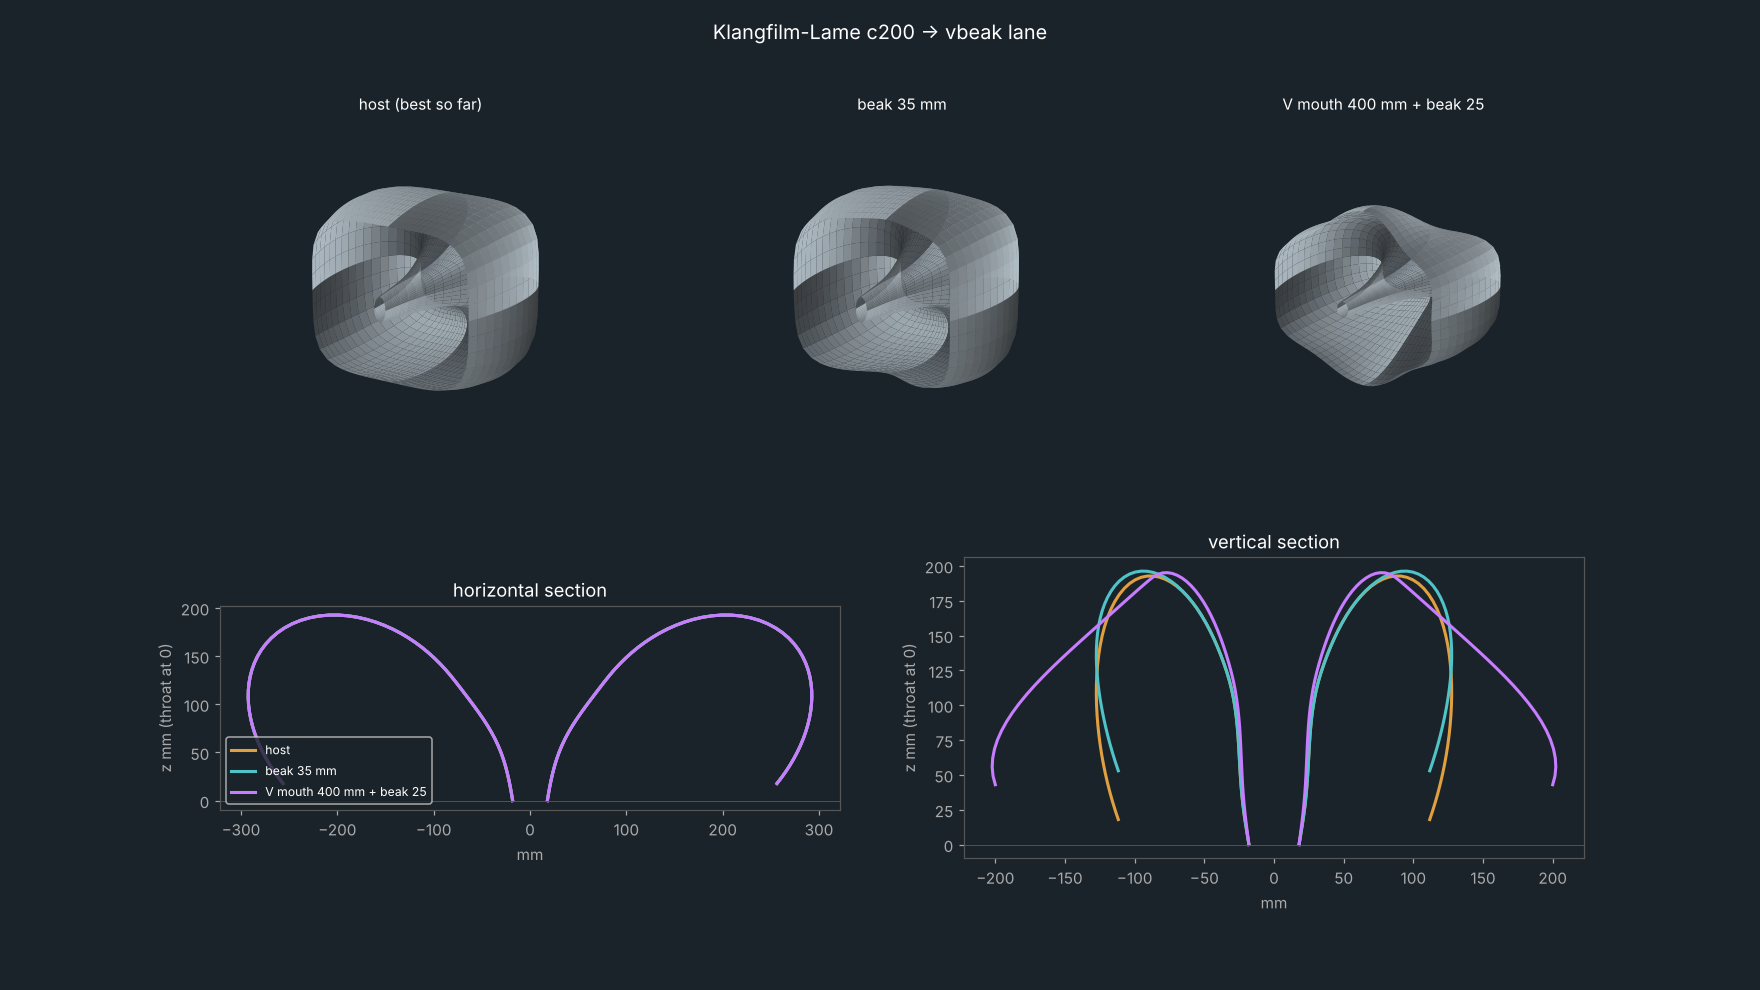 Klangfilm-Lame c200 → vbeak lane
host (best so far)
beak 35 mm
V mouth 400 mm + beak 25
horizontal section
200
150
100
50
0
z mm (throat at 0)
host
beak 35 mm
V mouth 400 mm + beak 25
−300
−200
−100
0
100
200
300
mm
vertical section
200
175
150
125
100
75
50
25
0
z mm (throat at 0)
−200
−150
−100
−50
0
50
100
150
200
mm